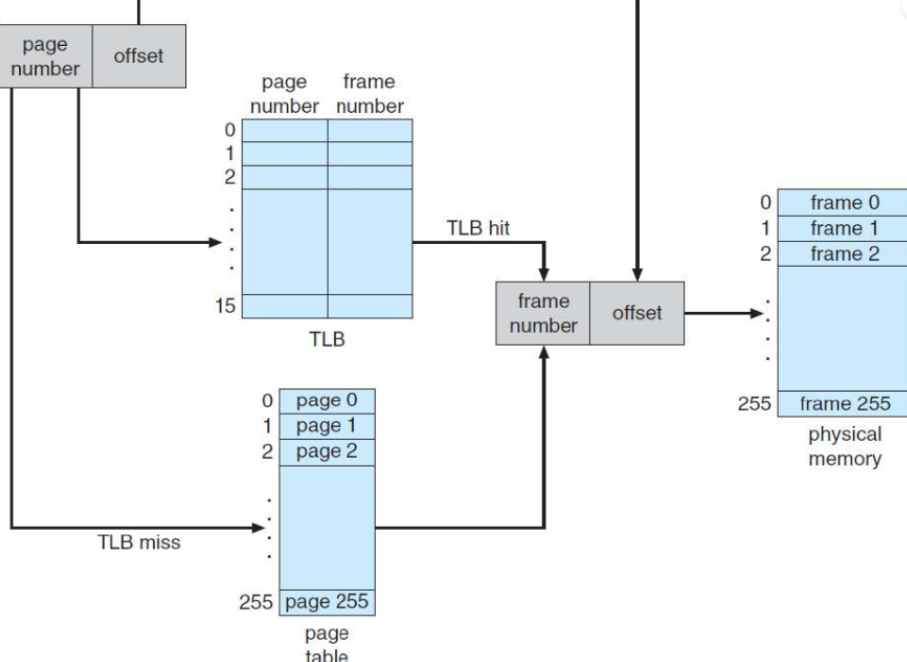 page
number
offset
page
number
frame
number
0
1
2
15
TLB
TLB hit
frame
number
offset
0
frame 0
1
frame 1
2
frame 2
255
frame 255
physical
memory
TLB miss
0
page 0
1
page 1
2
page 2
255
page 255
page
table